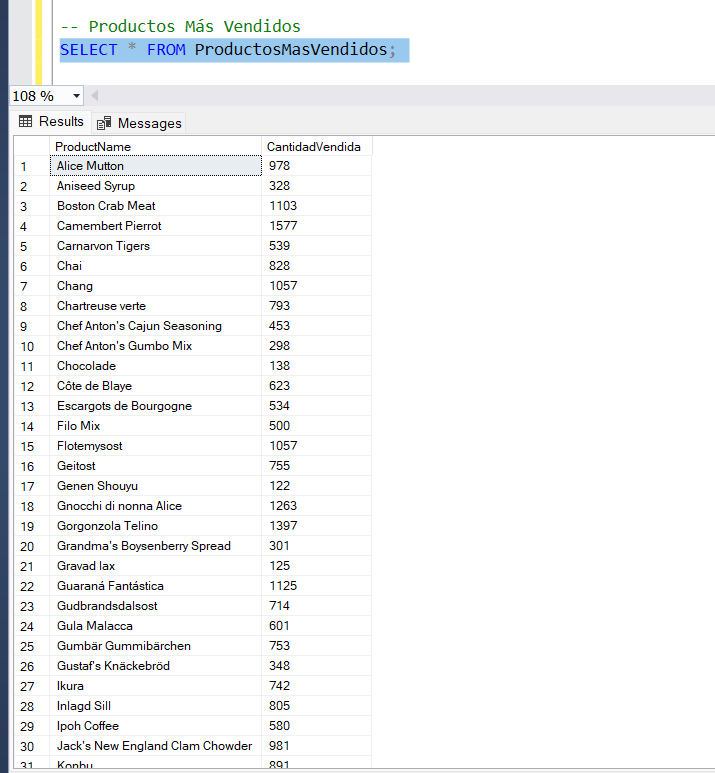 -- Productos Más Vendidos
SELECT * FROM ProductosMasVendidos;
108 %
Results Messages
ProductName CantidadVendida
1 Alice Mutton 978
2 Aniseed Syrup 328
3 Boston Crab Meat 1103
4 Camembert Pierrot 1577
5 Carnarvon Tigers 539
6 Chai 828
7 Chang 1057
8 Chartreuse verte 793
9 Chef Anton's Cajun Seasoning 453
10 Chef Anton's Gumbo Mix 298
11 Chocolade 138
12 Côte de Blaye 623
13 Escargots de Bourgogne 534
14 Filo Mix 500
15 Flotemysost 1057
16 Geitost 755
17 Genen Shouyu 122
18 Gnocchi di nonna Alice 1263
19 Gorgonzola Telino 1397
20 Grandma's Boysenberry Spread 301
21 Gravad lax 125
22 Guaraná Fantástica 1125
23 Gudbrandsdalsost 714
24 Gula Malacca 601
25 Gumbär Gummibärchen 753
26 Gustaf's Knäckebröd 348
27 Ikura 742
28 Inlagd Sill 805
29 Ipoh Coffee 580
30 Jack's New England Clam Chowder 981
31 Konbu 891